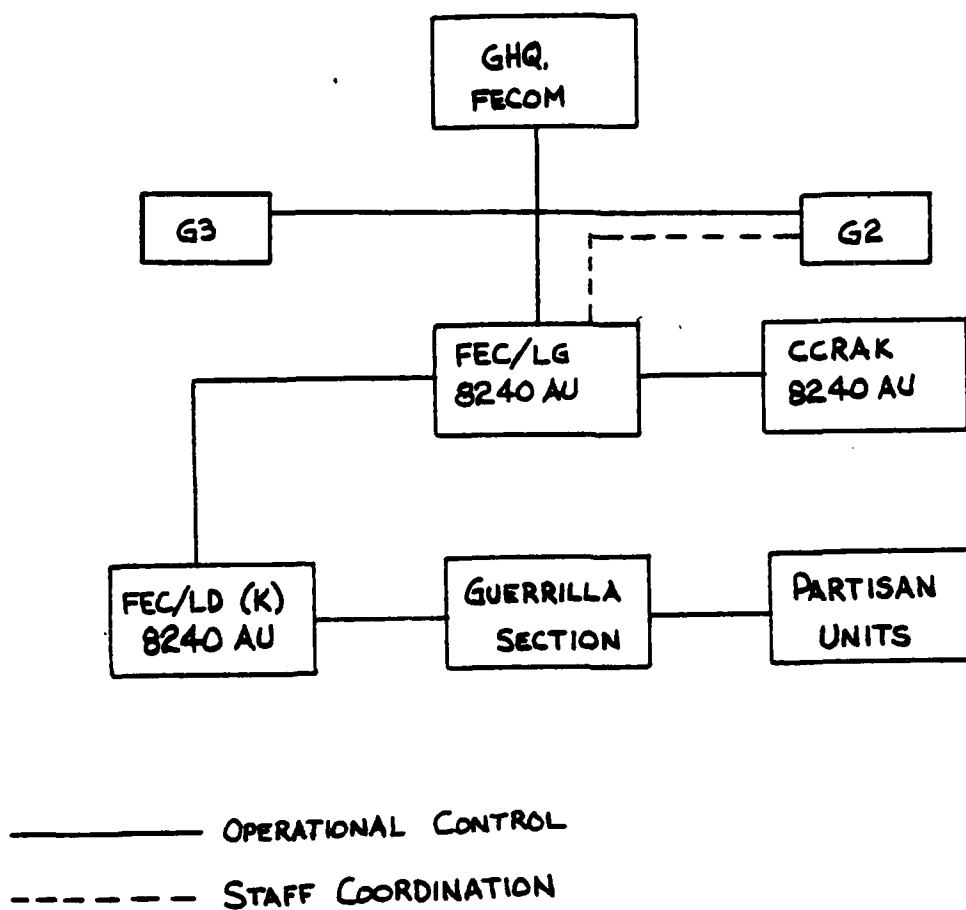 GHQ,
FECOM
G3
G2
FEC/LG
8240 AU
CCRAK
8240 AU
FEC/LD (K)
8240 AU
GUERRILLA
SECTION
PARTISAN
UNITS
OPERATIONAL CONTROL
STAFF COORDINATION